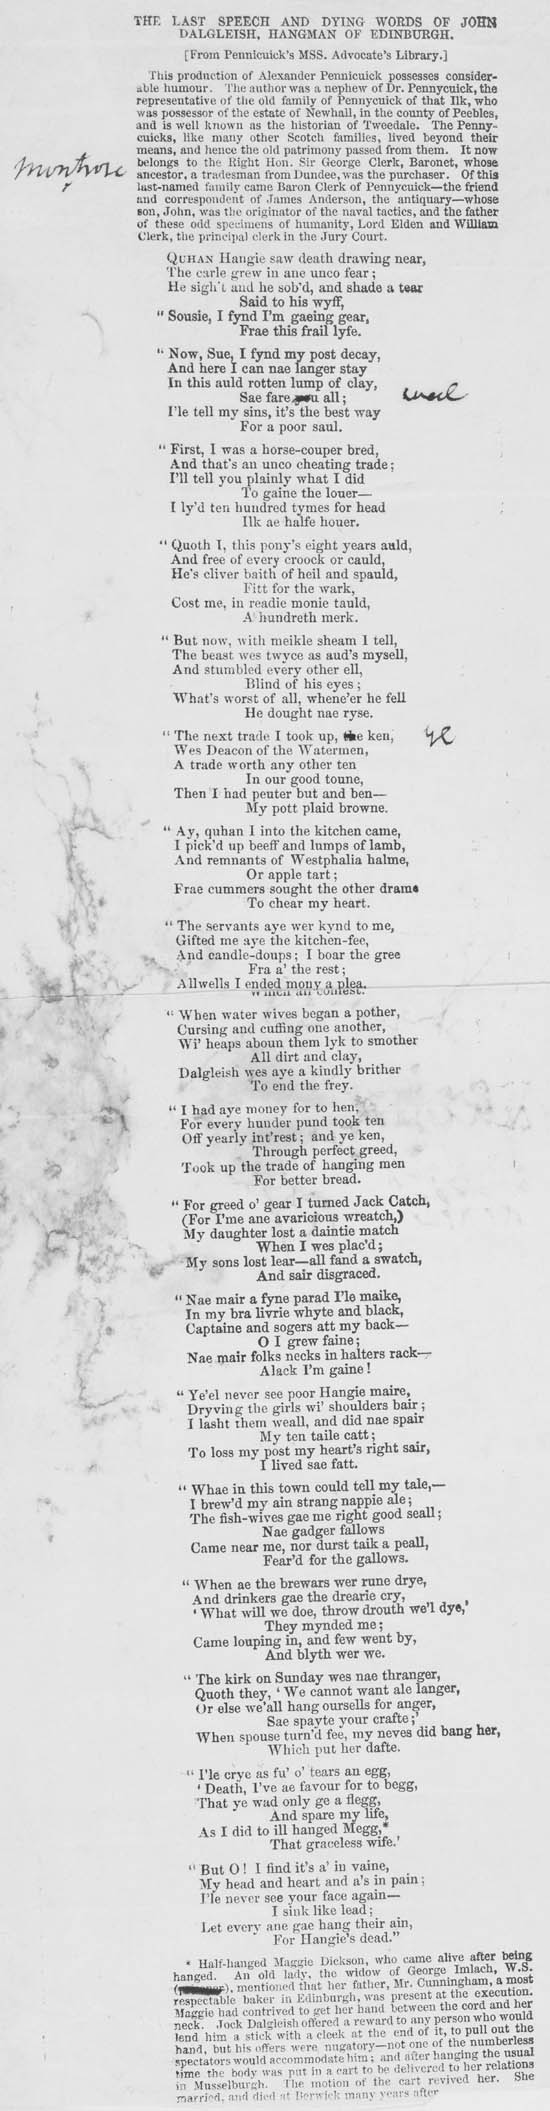 THE LAST SPEECH AND DYING WORDS OF JOHN
DALGLEISH, HANGMAN OF EDINBURGH.
[From Pennicuick's MSS. Advocate's Library.]
This production of Alexander Pennicuick possesses consider-
able humour. The author was a nephew of Dr. Pennycuick, the
representative of the old family of Pennycuick of that Ilk, who
was possessor of the estate of Newhall, in the county of Peebles,
and is well known as the historian of Tweedale. The Penny-
cuicks, like many other Scotch families, lived beyond their
means, and hence the old patrimony passed from them. It now
Montrose
belongs to the Right Hon. Sir George Clerk, Baronet, whose
ancestor, a tradesman from Dundee, was the purchaser. Of this
last-named family came Baron Clerk of Pennycuick—the friend
and correspondent of James Anderson, the antiquary—whose
son, John, was the originator of the naval tactics, and the father
of these odd specimens of humanity, Lord Elden and William
Clerk, the principal clerk in the Jury Court.
QUHAN Hangie saw death drawing near,
The carle grew in ane unco fear;
He sigh't and he sob'd, and shade a tear
Said to his wyff,
"Sousie, I fynd I'm gaeing gear,
Frae this frail lyfe.
"Now, Sue, I fynd my post decay,
And here I can nae langer stay
In this auld rotten lump of clay,
Sae fare you all; weel
I'le tell my sins, it's the best way
For a poor saul.
"First, I was a horse-couper bred,
And that's an unco cheating trade;
I'll tell you plainly what I did
To gaine the louer—
I ly'd ten hundred tymes for head
Ilk ae halfe houer.
"Quoth I, this pony's eight years auld,
And free of every croock or cauld,
He's cliver baith of heil and spauld,
Fitt for the wark,
Cost me, in readie monie tauld,
A hundreth merk.
"But now, with meikle sheam I tell,
The beast wes twyce as aud's mysell,
And stumbled every other ell,
Blind of his eyes;
What's worst of all, whene'er he fell
He dought nae ryse.
"The next trade I took up, the ken, ye
Wes Deacon of the Watermen,
A trade worth any other ten
In our good toune,
Then I had peuter but and ben—
My pott plaid browne.
"Ay, quhan I into the kitchen came,
I pick'd up beeff and lumps of lamb,
And remnants of Westphalia halme,
Or apple tart;
Frae cummers sought the other drame
To chear my heart.
"The servants aye wer kynd to me,
Gifted me aye the kitchen-fee,
And candle-doups; I boar the gree
Fra a' the rest;
Allwells I ended mony a plea.
Which all contest.
"When water wives began a pother,
Cursing and cuffing one another,
Wi' heaps aboun them lyk to smother
All dirt and clay,
Dalgleish wes aye a kindly brither
To end the frey.
"I had aye money for to hen,
For every hunder pund took ten
Off yearly int'rest; and ye ken,
Through perfect greed,
Took up the trade of hanging men
For better bread.
"For greed o' gear I turned Jack Catch,
(For I'me ane avaricious wreatch,)
My daughter lost a daintie match
When I wes plac'd;
My sons lost lear—all fand a swatch,
And sair disgraced.
"Nae mair a fyne parad I'le maike,
In my bra livrie whyte and black,
Captaine and sogers att my back—
O I grew faine;
Nae mair folks necks in halters rack—
Alack I'm gaine!
"Ye'el never see poor Hangie maire,
Dryving the girls wi' shoulders bair;
I lasht them weall, and did nae spair
My ten taile catt;
To loss my post my heart's right sair,
I lived sae fatt.
"Whae in this town could tell my tale,—
I brew'd my ain strang nappie ale;
The fish-wives gae me right good seall;
Nae gadger fallows
Came near me, nor durst taik a peall,
Fear'd for the gallows.
"When ae the brewars wer rune drye,
And drinkers gae the drearie cry,
'What will we doe, throw drouth we'l dye,'
They mynded me;
Came louping in, and few went by,
And blyth wer we.
"The kirk on Sunday wes nae thranger,
Quoth they, 'We cannot want ale langer,
Or else we'all hang oursells for anger,
Sae spayte your crafte;'
When spouse turn'd fee, my neves did bang her,
Which put her dafte.
"I'le crye as fu' o' tears an egg,
'Death, I've ae favour for to begg,
That ye wad only ge a flegg,
And spare my life,
As I did to ill hanged Megg,*
That graceless wife.'
"But O! I find it's a' in vaine,
My head and heart and a's in pain;
I'le never see your face again—
I sink like lead;
Let every ane gae hang their ain,
For Hangie's dead."
* Half-hanged Maggie Dickson, who came alive after being
hanged. An old lady, the widow of George Imlach, W.S.
mentioned that her father, Mr. Cunningham, a most
respectable baker in Edinburgh, was present at the execution.
Maggie had contrived to get her hand between the cord and her
neck. Jock Dalgleish offered a reward to any person who would
lend him a stick with a cleek at the end of it, to pull out the
hand, but his offers were nugatory—not one of the numberless
spectators would accommodate him; and after hanging the usual
time the body was put in a cart to be delivered to her relations
in Musselburgh. The motion of the cart revived her. She
married, and died at Berwick many years after